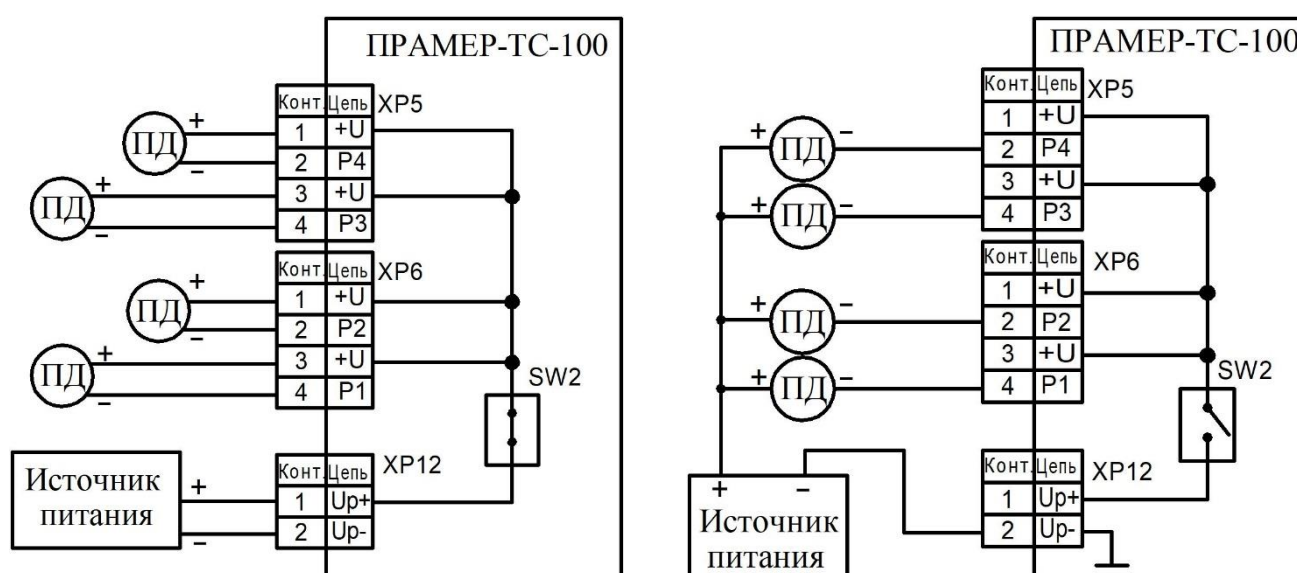 ПРАМЕР-ТС-100
Конт. Цепь XP5
ПД + 1 +U
− 2 P4
ПД + 3 +U
− 4 P3
Конт. Цепь XP6
ПД + 1 +U
− 2 P2
ПД + 3 +U
− 4 P1
SW2
Конт. Цепь XP12
Источник
питания
+ 1 Up+
− 2 Up-
ПРАМЕР-ТС-100
Конт. Цепь XP5
1 +U
+ ПД − 2 P4
3 +U
+ ПД − 4 P3
Конт. Цепь XP6
1 +U
+ ПД − 2 P2
3 +U
+ ПД − 4 P1
SW2
Конт. Цепь XP12
+ −
Источник
питания
1 Up+
2 Up-